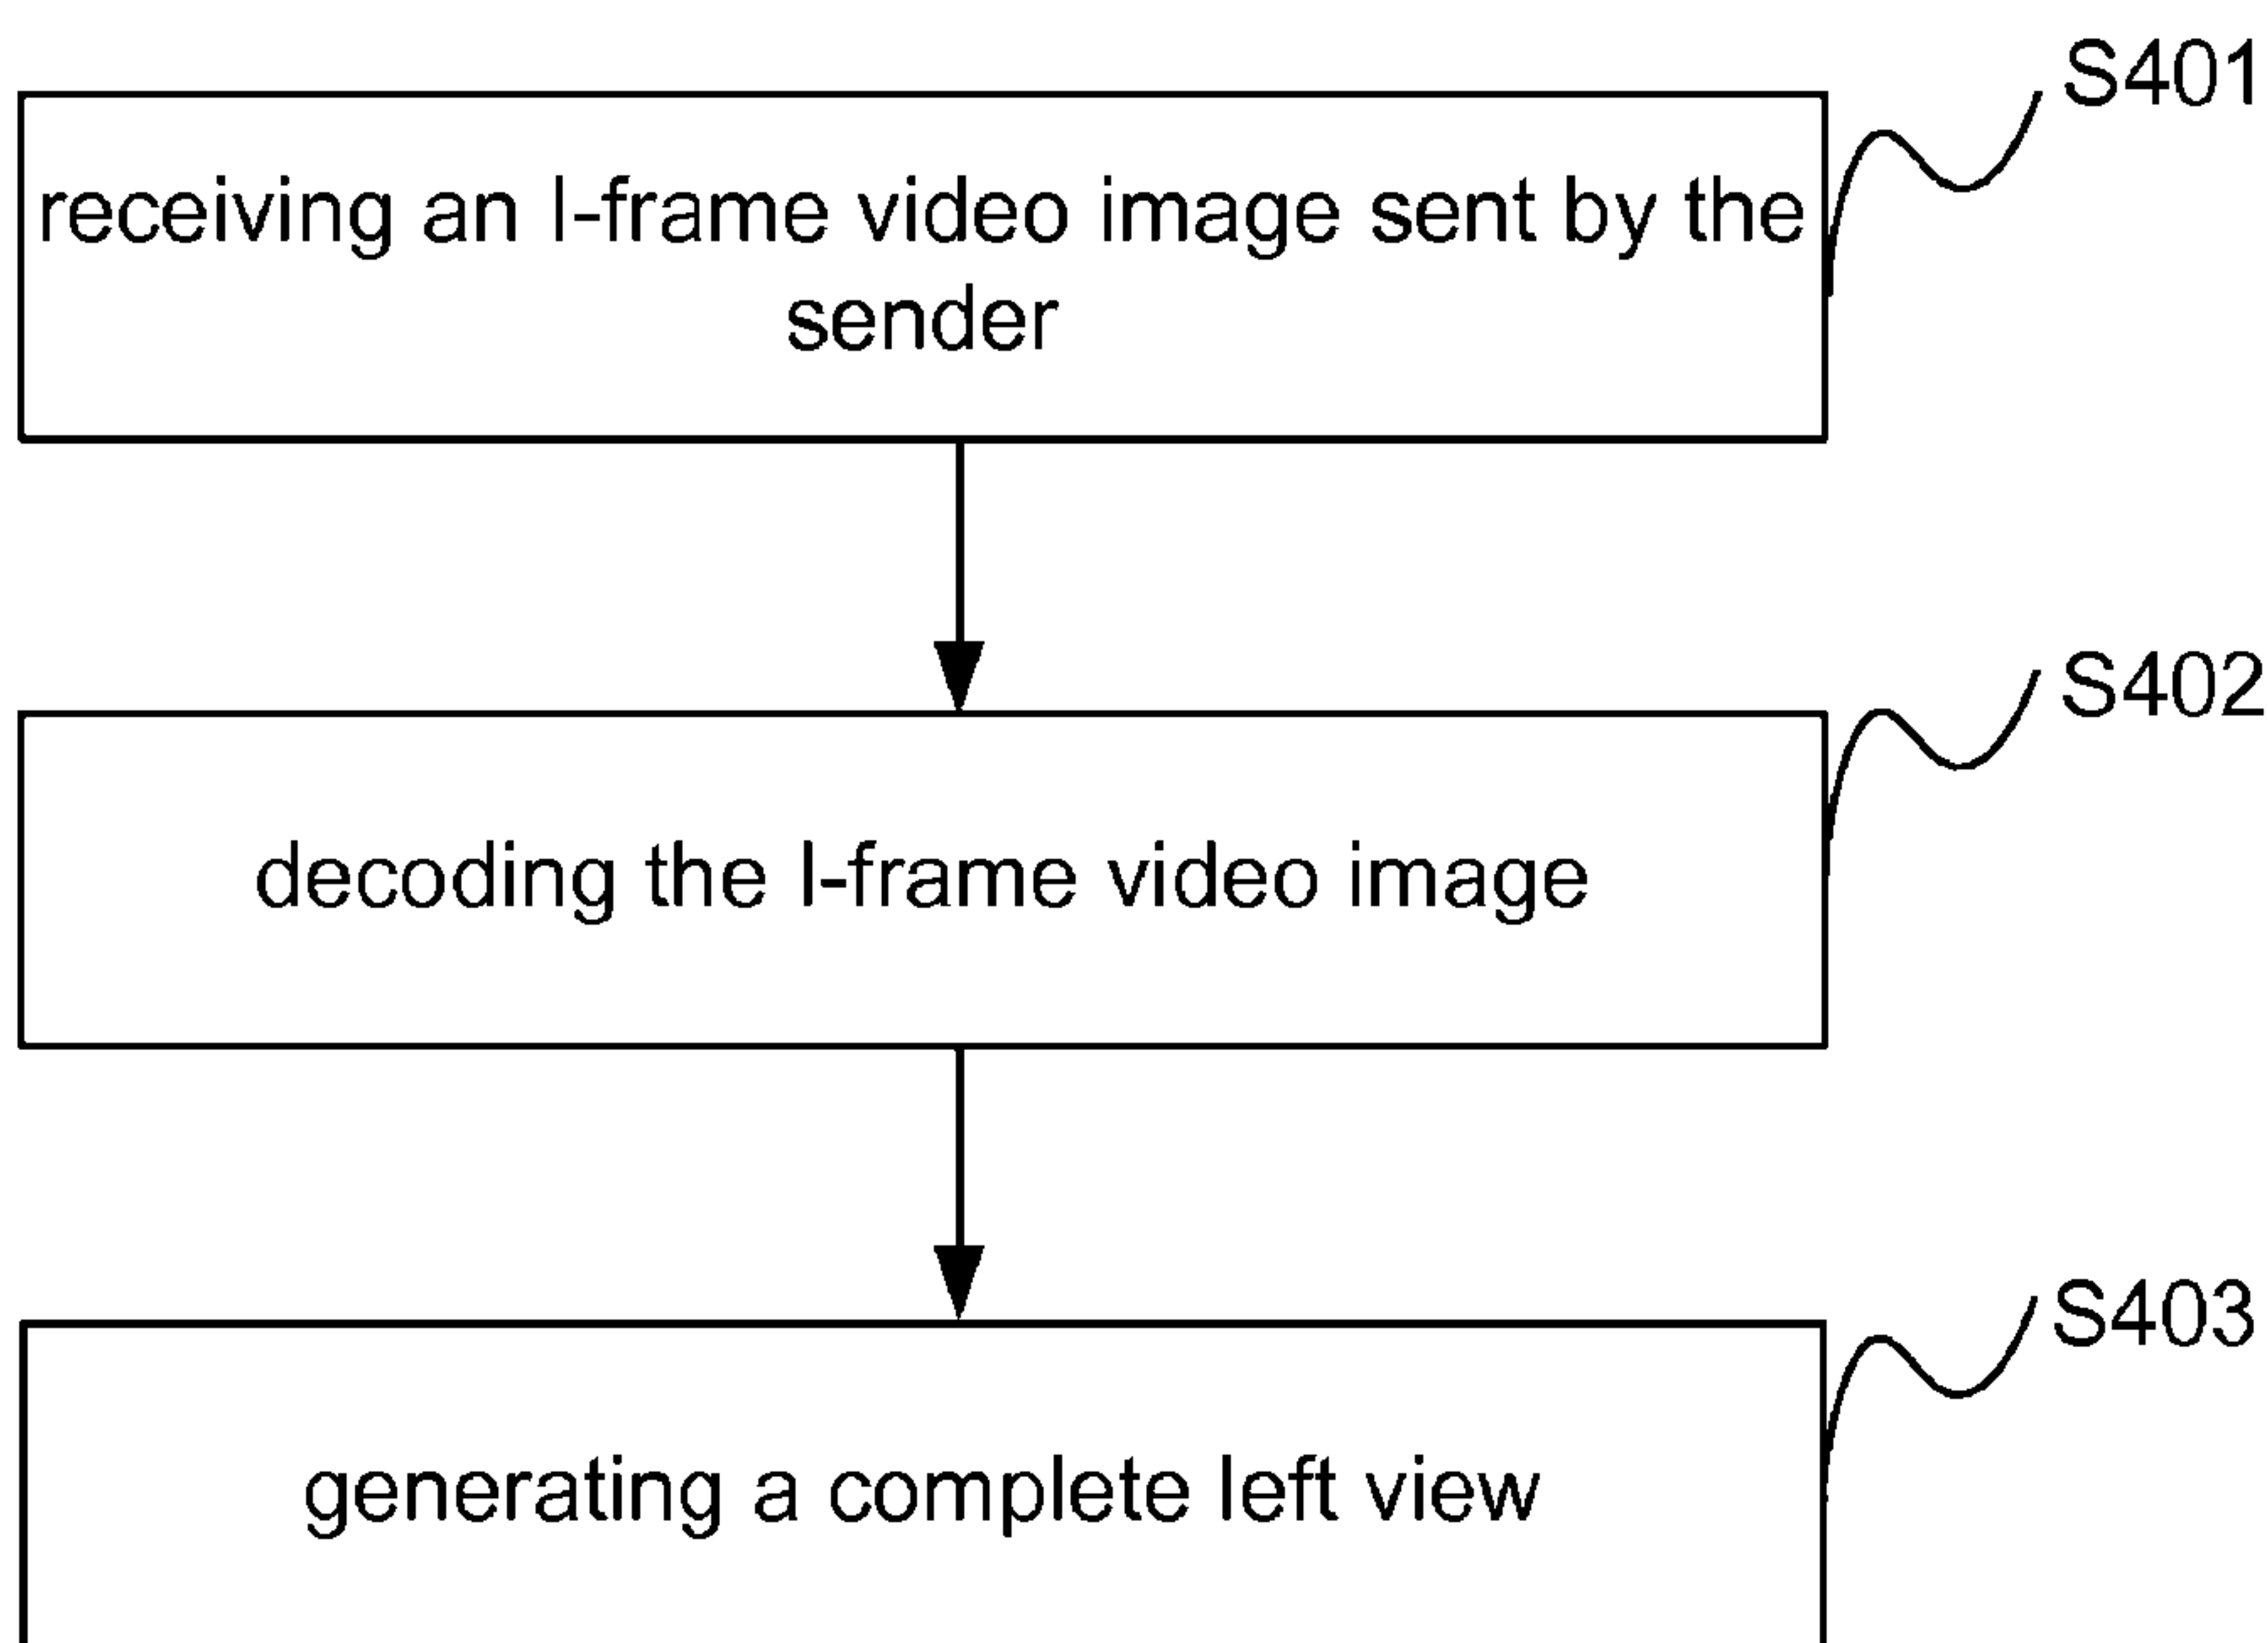 S401
receiving an I-frame video image sent by the
sender
S402
decoding the I-frame video image
S403
generating a complete left view